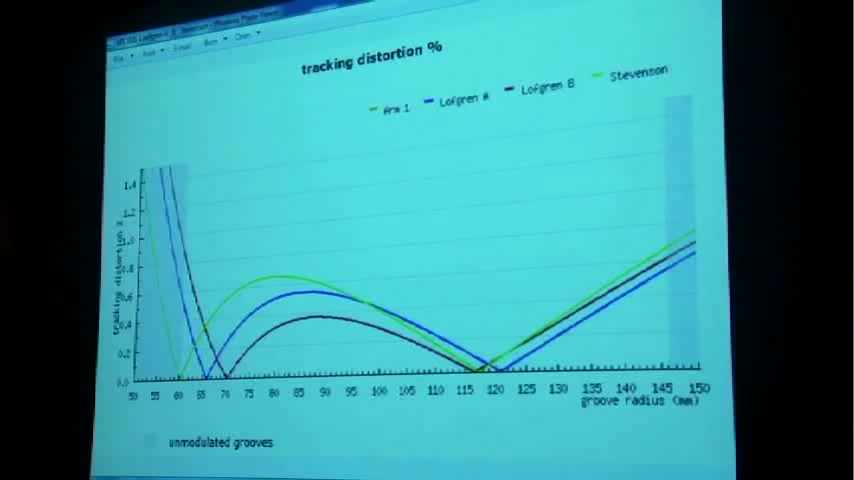 tracking distortion %
Arm 1 Lofgren A Lofgren B Stevenson
1.4
1.2
1.0
0.8
0.6
0.4
0.2
0.0
tracking distortion %
50 55 60 65 70 75 80 85 90 95 100 105 110 115 120 125 130 135 140 145 150
groove radius (mm)
unmodulated grooves